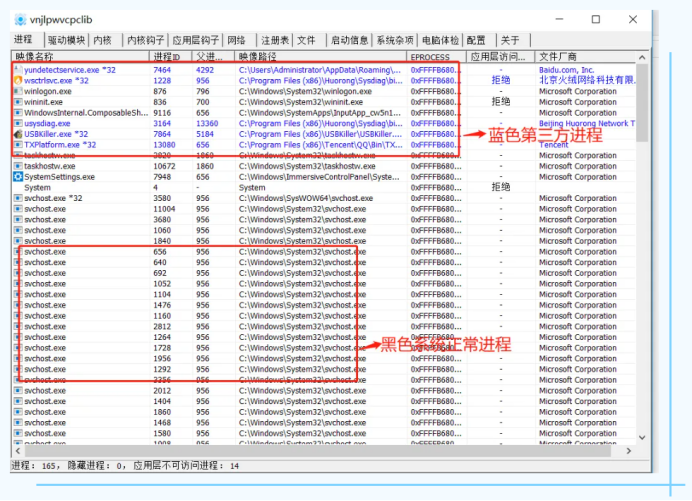 vnjlpwvcpclib
进程 驱动模块 内核 内核钩子 应用层钩子 网络 注册表 文件 启动信息 系统杂项 电脑体检 配置 关于
映像名称 进程ID 父进... 映像路径 EPROCESS 应用层访问... 文件厂商
yundetectservice.exe *32 7464 4292 C:\Users\Administrator\AppData\Roaming\... 0xFFFFB680... - Baidu.com, Inc.
wsctrlsvc.exe *32 1228 956 C:\Program Files (x86)\Huorong\Sysdiag\bi... 0xFFFFB680... 拒绝 北京火绒网络科技有限...
winlogon.exe 876 796 C:\Windows\System32\winlogon.exe 0xFFFFB680... - Microsoft Corporation
wininit.exe 836 700 C:\Windows\System32\wininit.exe 0xFFFFB680... 拒绝 Microsoft Corporation
WindowsInternal.ComposableSh... 9116 656 C:\Windows\SystemApps\InputApp_cw5n1... 0xFFFFB680... - Microsoft Corporation
usysdiag.exe 3164 13360 C:\Program Files (x86)\Huorong\Sysdiag\bi... 0xFFFFB680... - Beijing Huorong Network T
USBKiller.exe *32 7864 5184 C:\Program Files (x86)\USBKiller\USBKiller.... 0xFFFFB680...
蓝色第三方进程
TXPlatform.exe *32 13080 656 C:\Program Files (x86)\Tencent\QQ\Bin\TX... 0xFFFFB680... - Tencent
taskhostw.exe 1860 C:\Windows\System32\taskhostw.exe 0xFFFFB680... - Microsoft Corporation
taskhostw.exe 10672 1860 C:\Windows\System32\taskhostw.exe 0xFFFFB680... - Microsoft Corporation
SystemSettings.exe 7948 656 C:\Windows\ImmersiveControlPanel\Syste... 0xFFFFB680... - Microsoft Corporation
System 4 - System 0xFFFFB680... 拒绝
svchost.exe *32 3580 956 C:\Windows\SysWOW64\svchost.exe 0xFFFFB680... - Microsoft Corporation
svchost.exe 11004 956 C:\Windows\System32\svchost.exe 0xFFFFB680... - Microsoft Corporation
svchost.exe 3680 956 C:\Windows\System32\svchost.exe 0xFFFFB680... - Microsoft Corporation
svchost.exe 1060 956 C:\Windows\System32\svchost.exe 0xFFFFB680... - Microsoft Corporation
svchost.exe 1840 956 C:\Windows\System32\svchost.exe 0xFFFFB680... - Microsoft Corporation
svchost.exe 656 956 C:\Windows\System32\svchost.exe 0xFFFFB680... - Microsoft Corporation
svchost.exe 640 956 C:\Windows\System32\svchost.exe 0xFFFFB680... - Microsoft Corporation
svchost.exe 692 956 C:\Windows\System32\svchost.exe 0xFFFFB680... - Microsoft Corporation
svchost.exe 1052 956 C:\Windows\System32\svchost.exe 0xFFFFB680... - Microsoft Corporation
svchost.exe 1104 956 C:\Windows\System32\svchost.exe 0xFFFFB680... - Microsoft Corporation
svchost.exe 1476 956 C:\Windows\System32\svchost.exe 0xFFFFB680... - Microsoft Corporation
svchost.exe 1160 956 C:\Windows\System32\svchost.exe 0xFFFFB680... - Microsoft Corporation
svchost.exe 2812 956 C:\Windows\System32\svchost.exe 0xFFFFB680... - Microsoft Corporation
svchost.exe 1264 956 C:\Windows\System32\svchost.exe 0xFFFFB680... - Microsoft Corporation
svchost.exe 1728 956 C:\Windows\System32\svchost.exe Microsoft Corporation
黑色系统正常进程
svchost.exe 1956 956 C:\Windows\System32\svchost.exe 0xFFFFB680... - Microsoft Corporation
svchost.exe 1292 956 C:\Windows\System32\svchost.exe 0xFFFFB680... - Microsoft Corporation
svchost.exe 3356 956 C:\Windows\System32\svchost.exe 0xFFFFB680... - Microsoft Corporation
svchost.exe 2012 956 C:\Windows\System32\svchost.exe 0xFFFFB680... - Microsoft Corporation
svchost.exe 1404 956 C:\Windows\System32\svchost.exe 0xFFFFB680... - Microsoft Corporation
svchost.exe 1860 956 C:\Windows\System32\svchost.exe 0xFFFFB680... - Microsoft Corporation
svchost.exe 1468 956 C:\Windows\System32\svchost.exe 0xFFFFB680... - Microsoft Corporation
svchost.exe 1580 956 C:\Windows\System32\svchost.exe 0xFFFFB680... - Microsoft Corporation
svchost.exe 1008 956 C:\Windows\System32\svchost.exe 0xFFFFB680... Microsoft Corporation
进程：165，隐藏进程：0，应用层不可访问进程：14